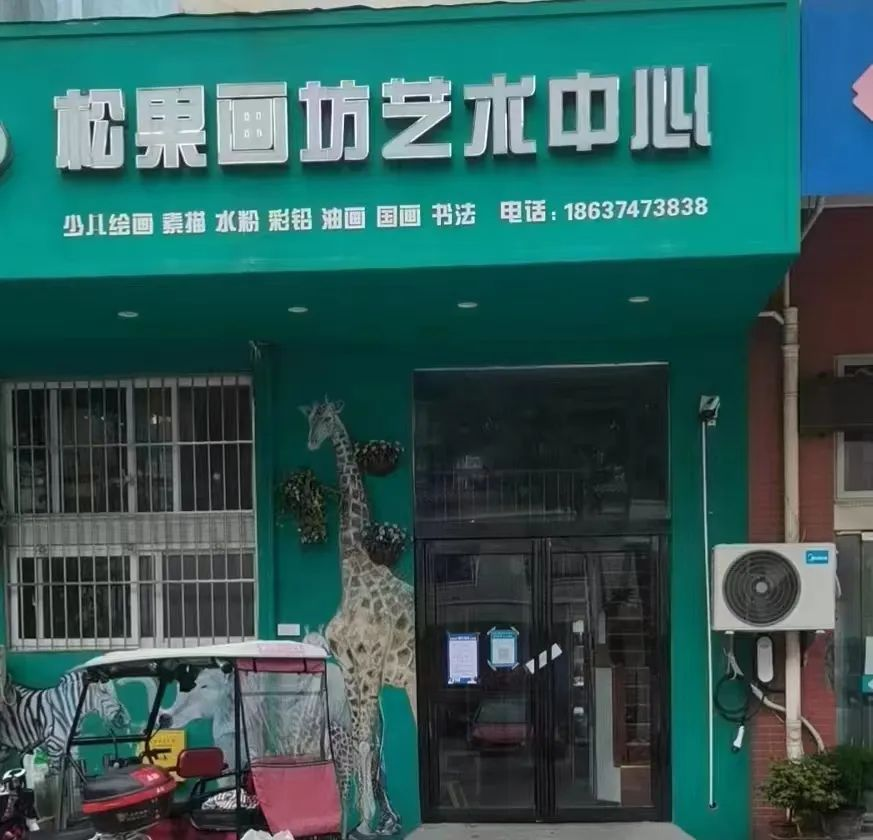 松果画坊艺术中心
少儿绘画 素描 水粉 彩铅 油画 国画 书法 电话：18637473838